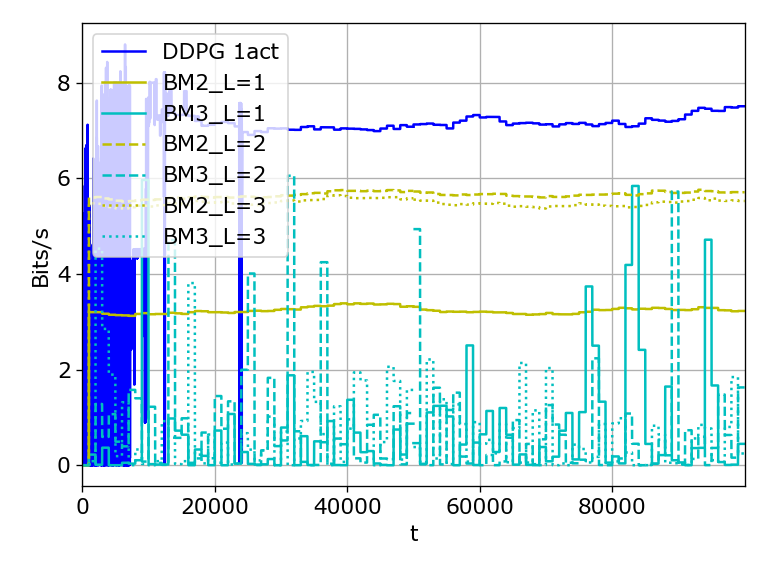 DDPG 1act
BM2_L=1
BM3_L=1
BM2_L=2
BM3_L=2
BM2_L=3
BM3_L=3
Bits/s
8
6
4
2
0
0 20000 40000 60000 80000
t